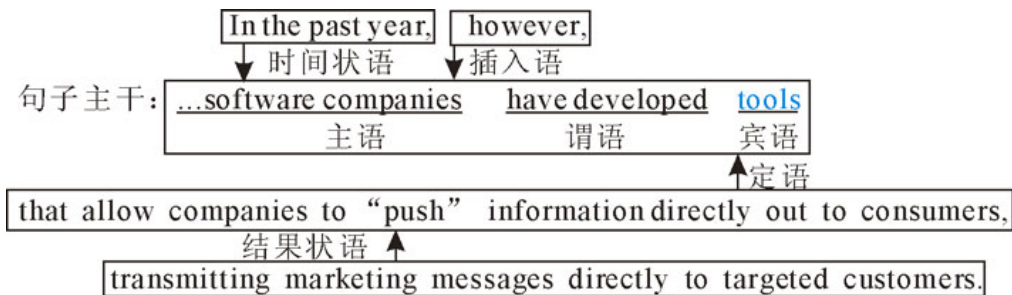 In the past year, however,
时间状语 插入语
句子主干：...software companies have developed tools
主语 谓语 宾语
定语
that allow companies to “push” information directly out to consumers,
结果状语
transmitting marketing messages directly to targeted customers.